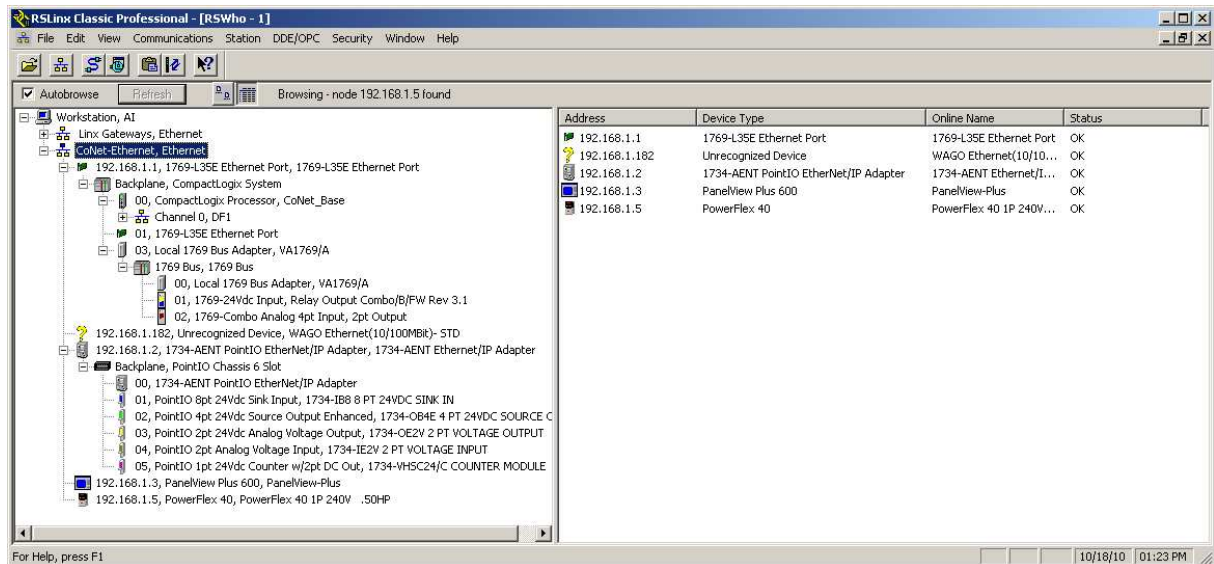 RSLinx Classic Professional - [RSWho - 1]
File Edit View Communications Station DDE/OPC Security Window Help
Autobrowse Refresh Browsing - node 192.168.1.5 found
Workstation, AI
Linx Gateways, Ethernet
CoNet-Ethernet, Ethernet
192.168.1.1, 1769-L35E Ethernet Port, 1769-L35E Ethernet Port
Backplane, CompactLogix System
00, CompactLogix Processor, CoNet_Base
Channel 0, DF1
01, 1769-L35E Ethernet Port
03, Local 1769 Bus Adapter, VA1769/A
1769 Bus, 1769 Bus
00, Local 1769 Bus Adapter, VA1769/A
01, 1769-24Vdc Input, Relay Output Combo/B/FW Rev 3.1
02, 1769-Combo Analog 4pt Input, 2pt Output
192.168.1.182, Unrecognized Device, WAGO Ethernet(10/100MBit)- STD
192.168.1.2, 1734-AENT PointIO EtherNet/IP Adapter, 1734-AENT Ethernet/IP Adapter
Backplane, PointIO Chassis 6 Slot
00, 1734-AENT PointIO EtherNet/IP Adapter
01, PointIO 8pt 24Vdc Sink Input, 1734-IB8 8 PT 24VDC SINK IN
02, PointIO 4pt 24Vdc Source Output Enhanced, 1734-OB4E 4 PT 24VDC SOURCE C
03, PointIO 2pt 24Vdc Analog Voltage Output, 1734-OE2V 2 PT VOLTAGE OUTPUT
04, PointIO 2pt Analog Voltage Input, 1734-IE2V 2 PT VOLTAGE INPUT
05, PointIO 1pt 24Vdc Counter w/2pt DC Out, 1734-VHSC24/C COUNTER MODULE
192.168.1.3, PanelView Plus 600, PanelView-Plus
192.168.1.5, PowerFlex 40, PowerFlex 40 1P 240V .50HP
Address Device Type Online Name Status
192.168.1.1 1769-L35E Ethernet Port 1769-L35E Ethernet Port OK
192.168.1.182 Unrecognized Device WAGO Ethernet(10/10... OK
192.168.1.2 1734-AENT PointIO EtherNet/IP Adapter 1734-AENT Ethernet/I... OK
192.168.1.3 PanelView Plus 600 PanelView-Plus OK
192.168.1.5 PowerFlex 40 PowerFlex 40 1P 240V... OK
For Help, press F1 10/18/10 01:23 PM